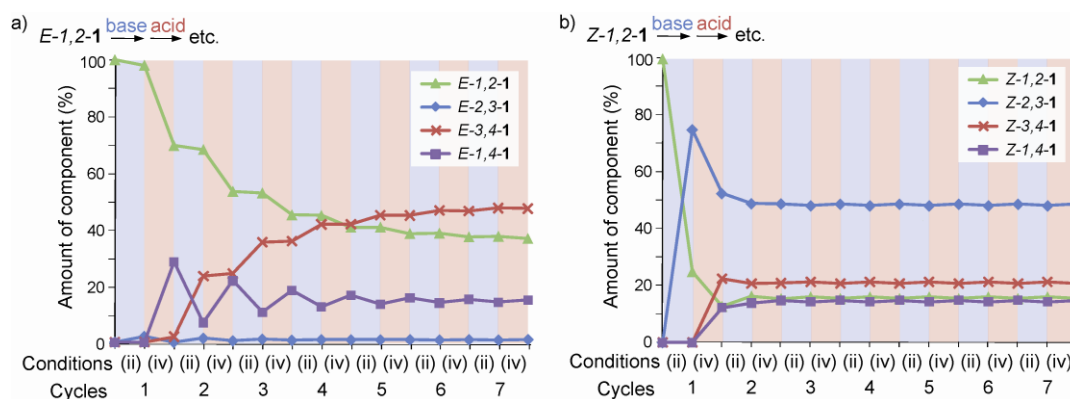 a)
E-1,2-1 base acid etc.
Amount of component (%)
100
80
60
40
20
0
E-1,2-1
E-2,3-1
E-3,4-1
E-1,4-1
Conditions (ii) (iv) (ii) (iv) (ii) (iv) (ii) (iv) (ii) (iv) (ii) (iv) (ii) (iv)
Cycles 1 2 3 4 5 6 7
b)
Z-1,2-1 base acid etc.
Amount of component (%)
100
80
60
40
20
0
Z-1,2-1
Z-2,3-1
Z-3,4-1
Z-1,4-1
Conditions (ii) (iv) (ii) (iv) (ii) (iv) (ii) (iv) (ii) (iv) (ii) (iv) (ii) (iv)
Cycles 1 2 3 4 5 6 7